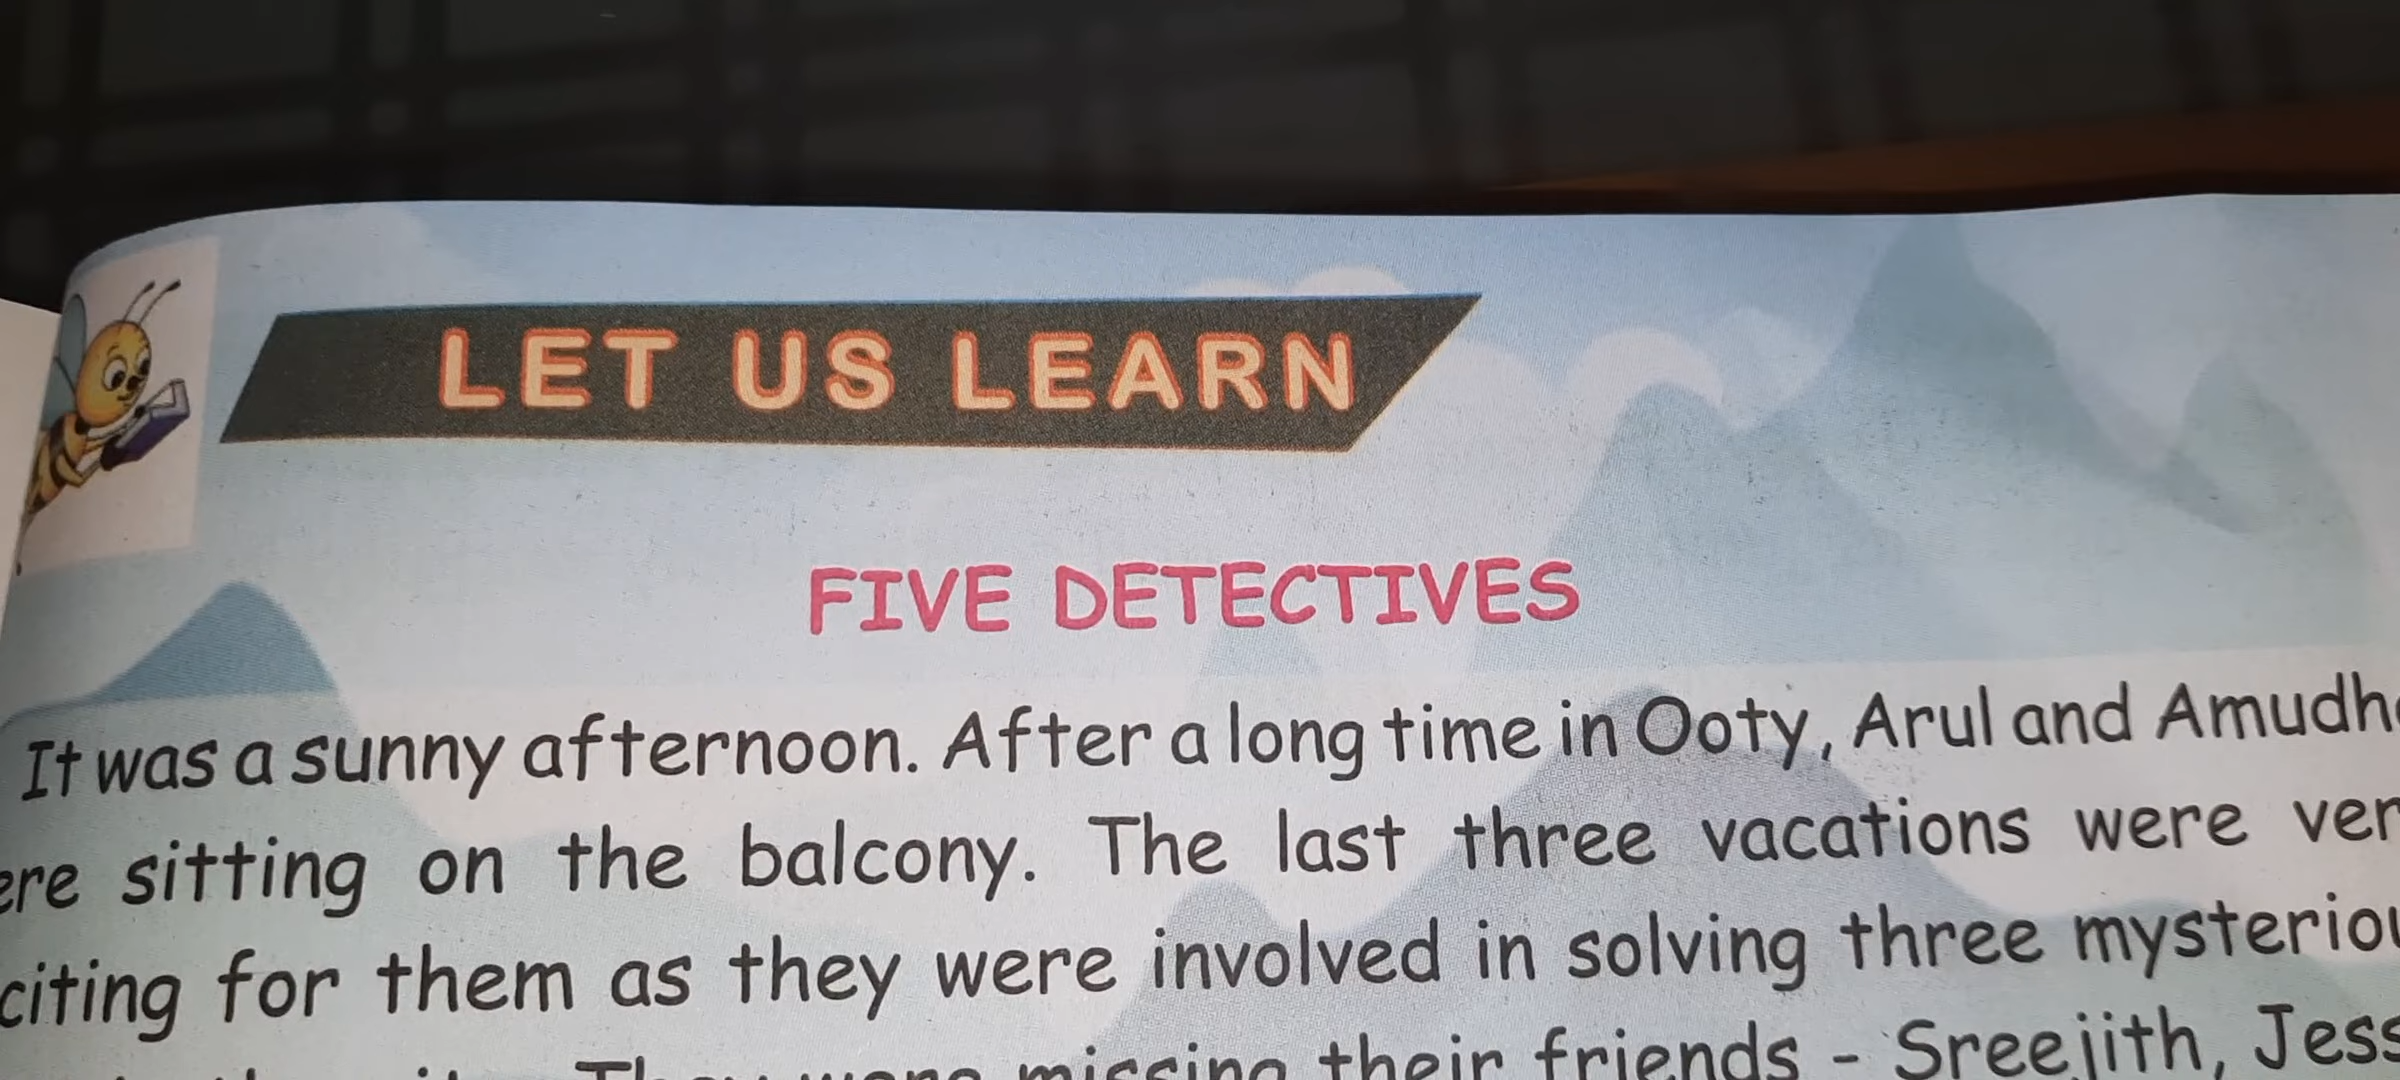 LET US LEARN
FIVE DETECTIVES
It was a sunny afternoon. After a long time in Ooty, Arul and
sitting on the balcony. The last three vacations were
for them as they were involved in solving three
missing their friends - Sreejith,